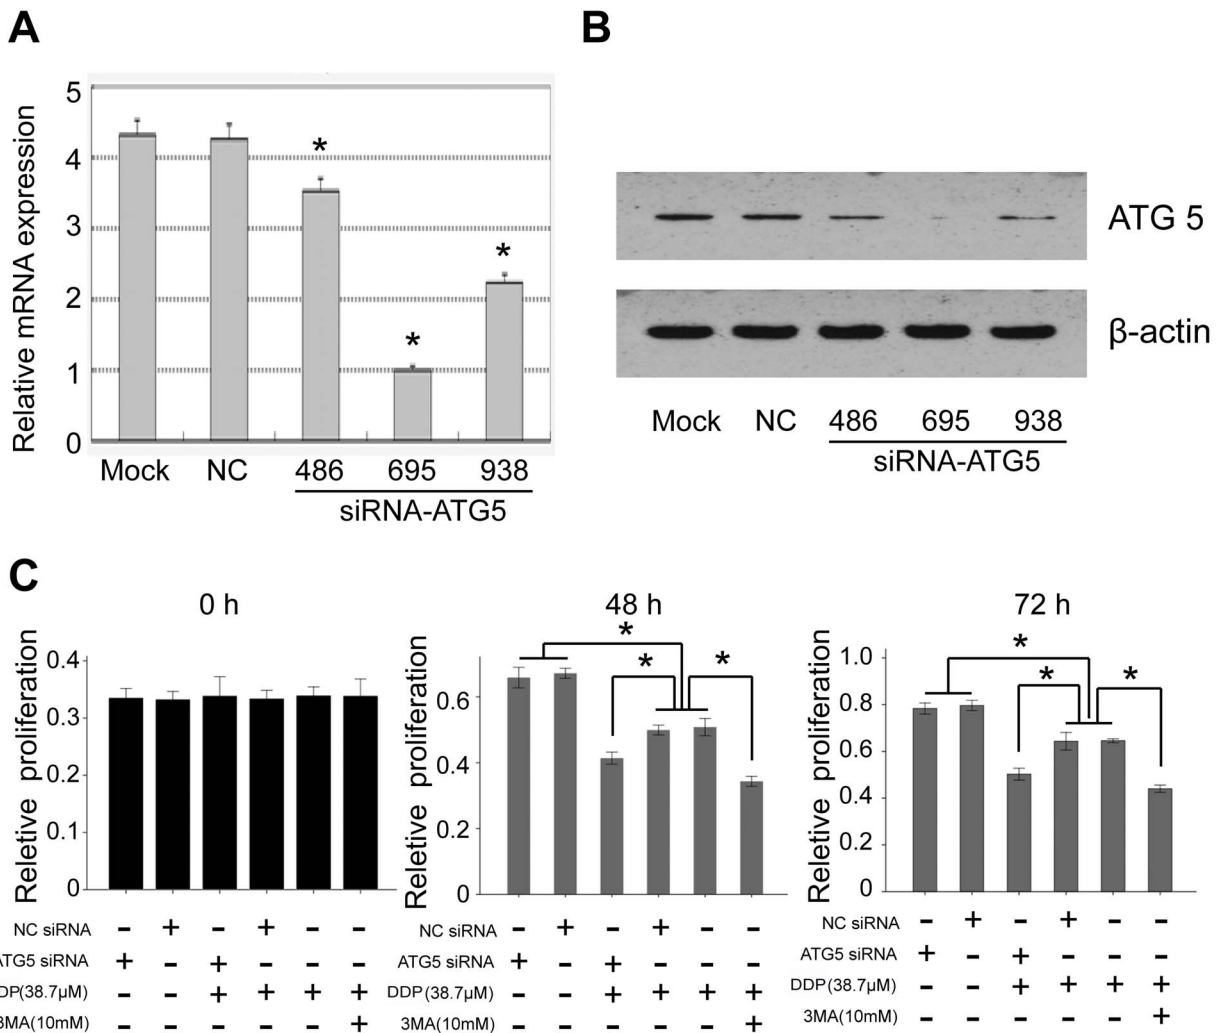 A
Relative mRNA expression
5
4
3
2
1
0
*
*
*
Mock NC 486 695 938
siRNA-ATG5
B
ATG 5
β-actin
Mock NC 486 695 938
siRNA-ATG5
C
0 h
Reletive proliferation
0.4
0.3
0.2
0.1
0
NC siRNA - + - + - -
ATG5 siRNA + - + - - -
DP(38.7μM) - - + + + +
3MA(10mM) - - - - - +
48 h
Reletive proliferation
0.6
0.4
0.2
0
*
* *
NC siRNA - + - + - -
ATG5 siRNA + - + - - -
DDP(38.7μM) - - + + + +
3MA(10mM) - - - - - +
72 h
Reletive proliferation
1.0
0.8
0.6
0.4
0.2
0
*
* *
NC siRNA - + - + - -
ATG5 siRNA + - + - - -
DDP(38.7μM) - - + + + +
3MA(10mM) - - - - - +